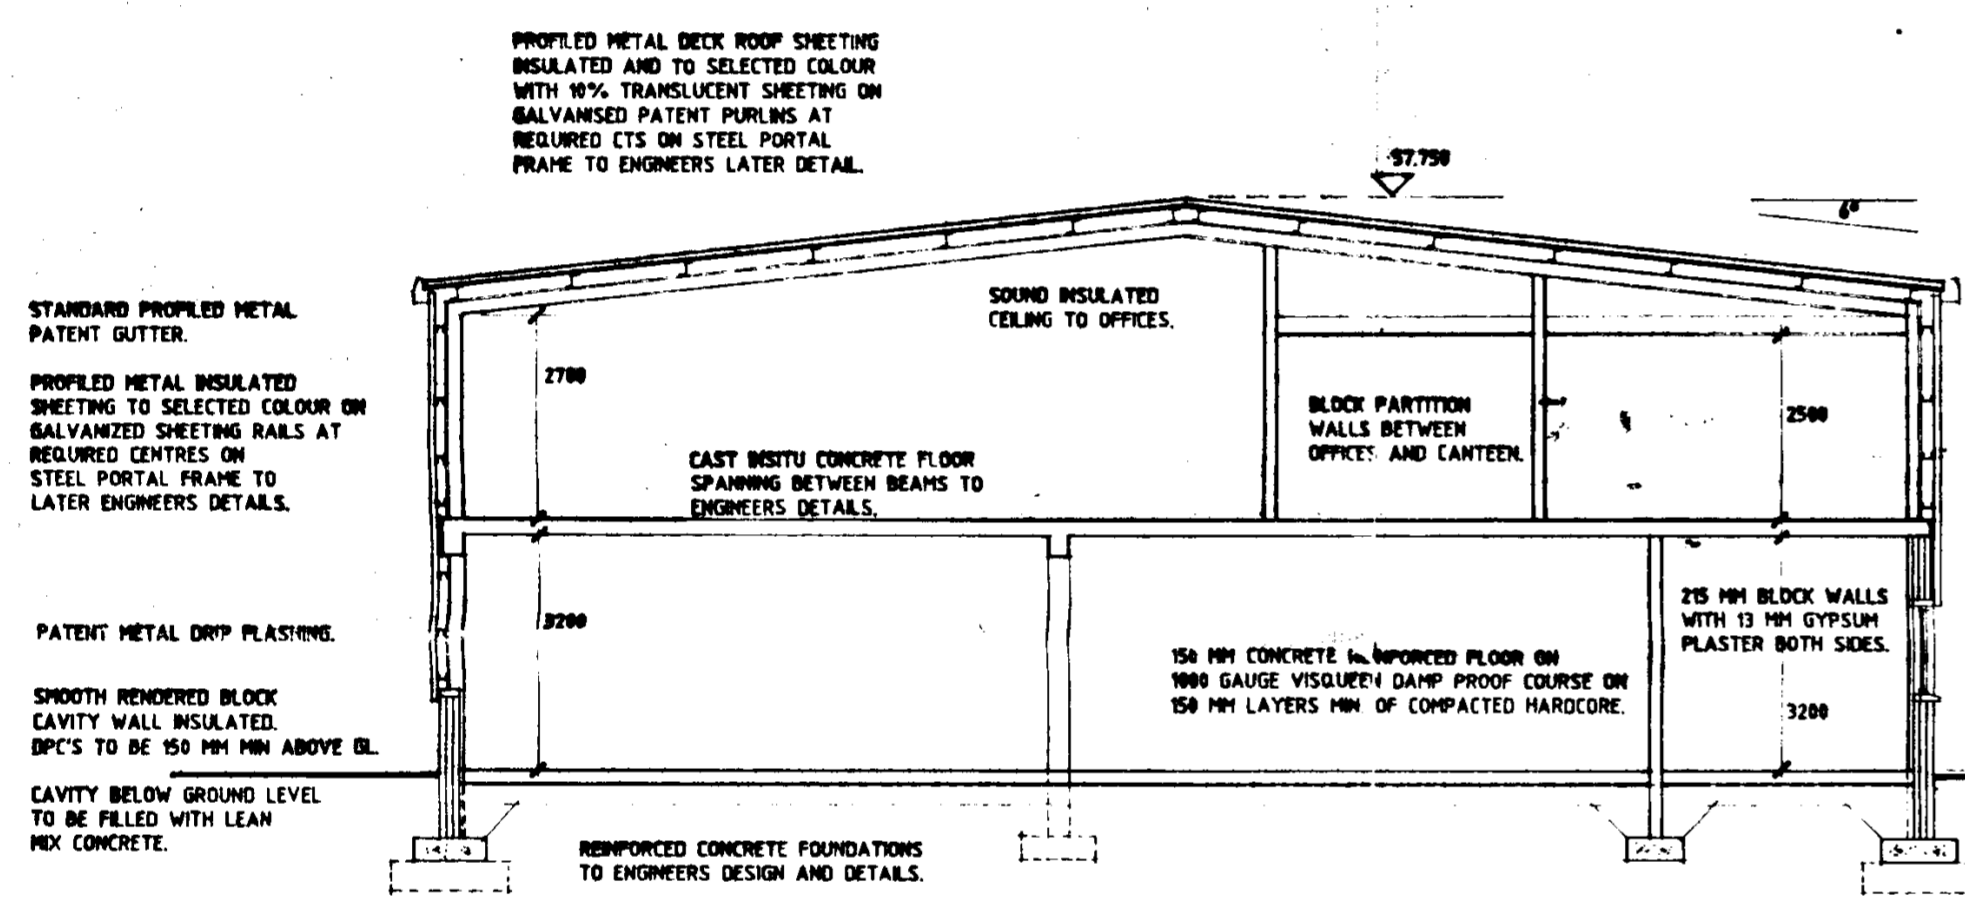 PROFILED METAL DECK ROOF SHEETING
INSULATED AND TO SELECTED COLOUR
WITH 10% TRANSLUCENT SHEETING ON
GALVANISED PATENT PURLINS AT
REQUIRED CTS ON STEEL PORTAL
FRAME TO ENGINEERS LATER DETAIL.
57.750
6°
STANDARD PROFILED METAL
PATENT GUTTER.
SOUND INSULATED
CEILING TO OFFICES.
PROFILED METAL INSULATED
SHEETING TO SELECTED COLOUR ON
GALVANIZED SHEETING RAILS AT
REQUIRED CENTRES ON
STEEL PORTAL FRAME TO
LATER ENGINEERS DETAILS.
2700
BLOCK PARTITION
WALLS BETWEEN
OFFICES AND CANTEEN.
2500
CAST INSITU CONCRETE FLOOR
SPANNING BETWEEN BEAMS TO
ENGINEERS DETAILS.
PATENT METAL DRIP FLASHING.
3200
215 MM BLOCK WALLS
WITH 13 MM GYPSUM
PLASTER BOTH SIDES.
150 MM CONCRETE REINFORCED FLOOR ON
1000 GAUGE VISQUEEN DAMP PROOF COURSE ON
150 MM LAYERS MIN. OF COMPACTED HARDCORE.
3200
SMOOTH RENDERED BLOCK
CAVITY WALL INSULATED.
DPC'S TO BE 150 MM MIN ABOVE GL.
CAVITY BELOW GROUND LEVEL
TO BE FILLED WITH LEAN
MIX CONCRETE.
REINFORCED CONCRETE FOUNDATIONS
TO ENGINEERS DESIGN AND DETAILS.